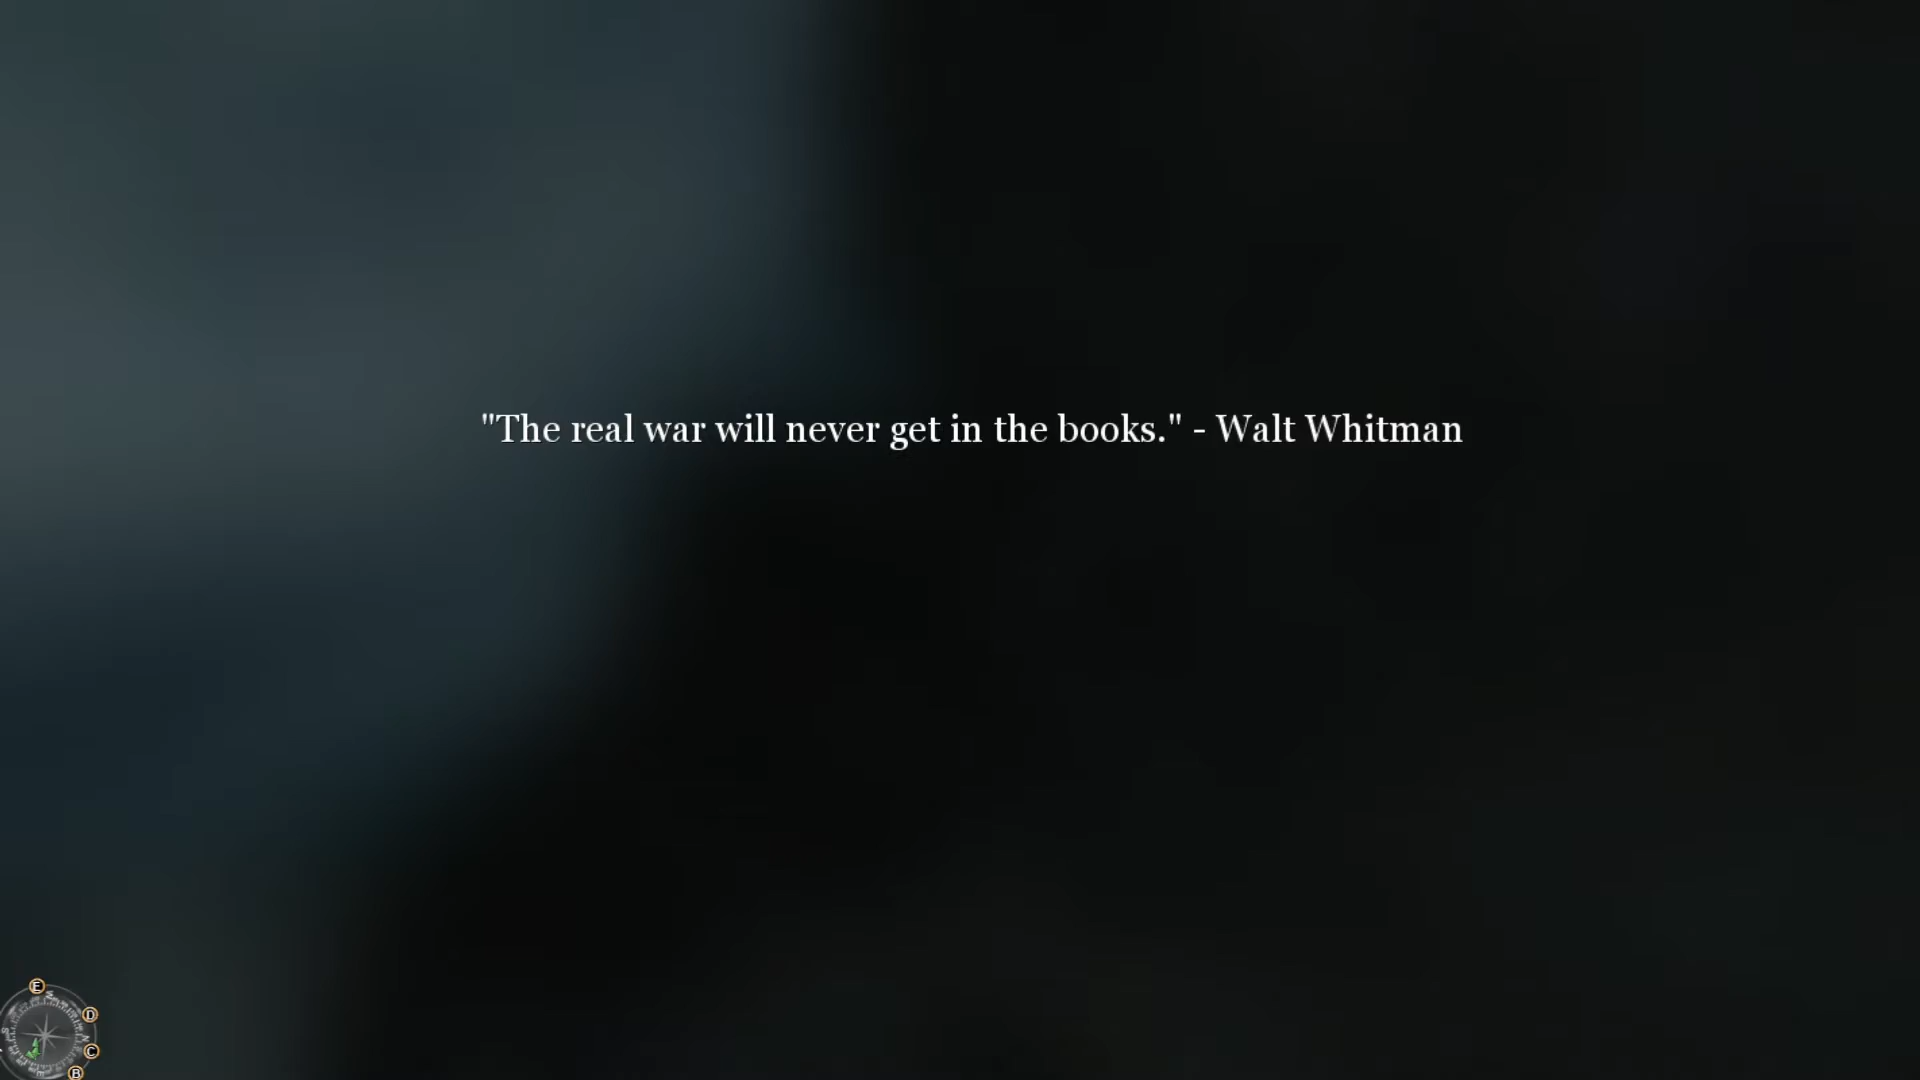 "The real war will never get in the books." - Walt Whitman
E
D
C
B